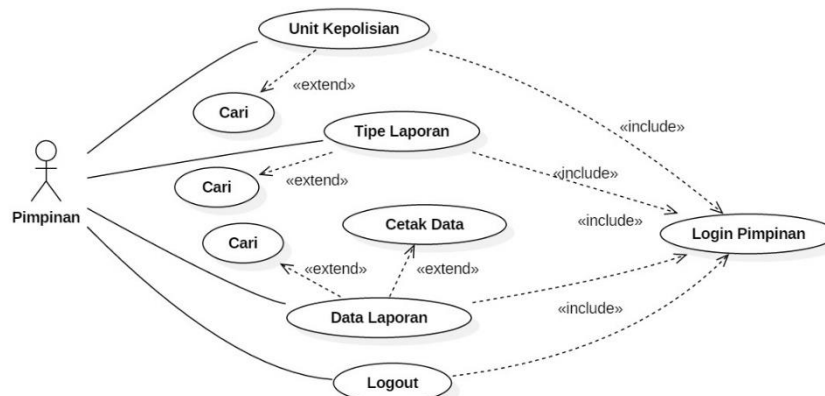 Unit Kepolisian
«extend»
Cari
«include»
Tipe Laporan
«include»
Cari
«extend»
Pimpinan
Cetak Data
«include»
Login Pimpinan
Cari
«extend»
«extend»
Data Laporan
«include»
Logout